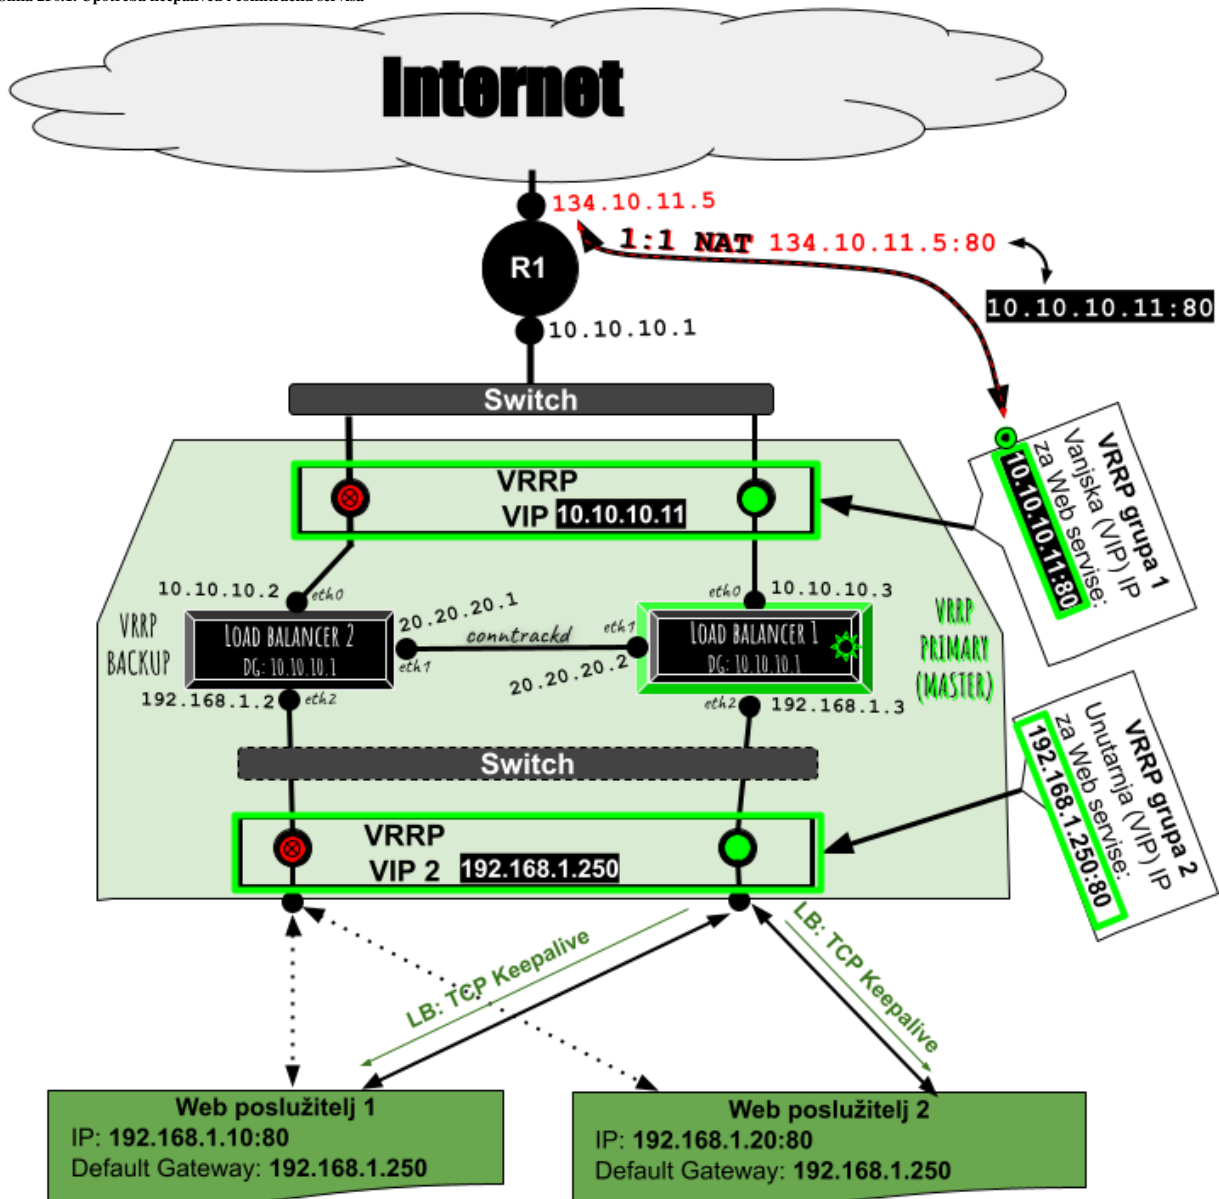 Internet
134.10.11.5
1:1 NAT 134.10.11.5:80
R1
10.10.10.11:80
10.10.10.1
Switch
VRRP grupa 1
Vanjska (VIP) IP
za Web servise:
10.10.10.11:80
VRRP
VIP 10.10.10.11
10.10.10.2
eth0
eth0
10.10.10.3
VRRP
BACKUP
LOAD BALANCER 2
DG: 10.10.10.1
20.20.20.1
eth1
conntrackd
eth1
20.20.20.2
LOAD BALANCER 1
DG: 10.10.10.1
VRRP
PRIMARY
(MASTER)
192.168.1.2
eth2
eth2
192.168.1.3
Switch
VRRP grupa 2
Unutarnja (VIP) IP
za Web servise:
192.168.1.250:80
VRRP
VIP 2 192.168.1.250
LB: TCP Keepalive
LB: TCP Keepalive
Web poslužitelj 1
IP: 192.168.1.10:80
Default Gateway: 192.168.1.250
Web poslužitelj 2
IP: 192.168.1.20:80
Default Gateway: 192.168.1.250